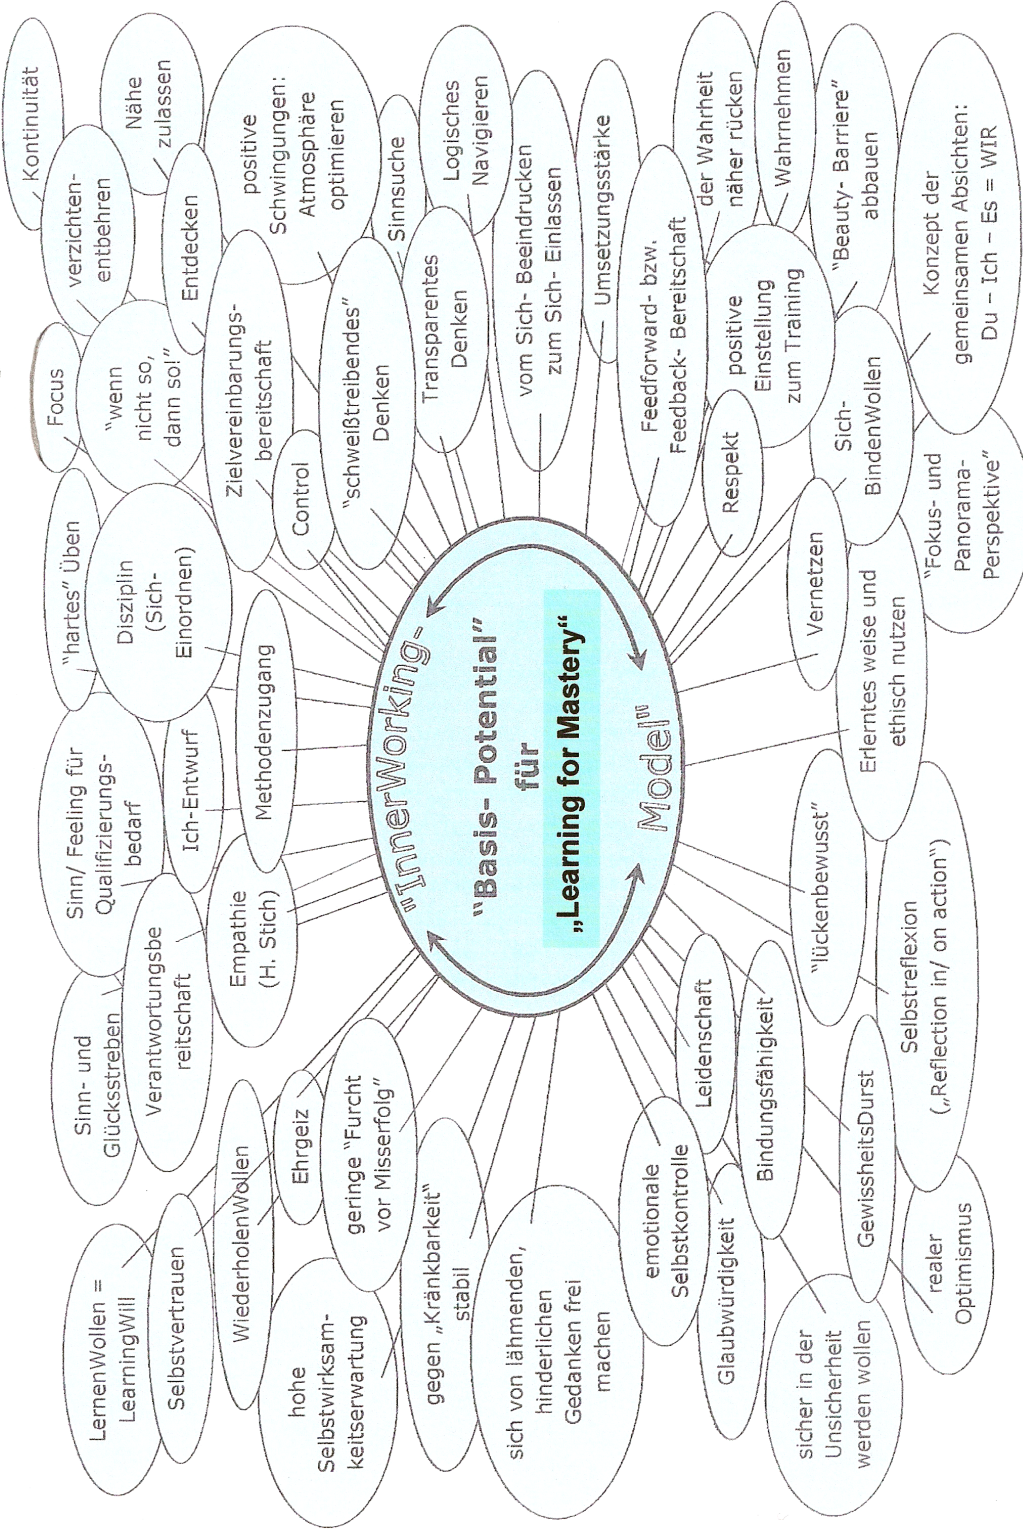 LernenWollen =
LearningWill
Selbstvertrauen
WiederholenWollen
hohe
Selbstwirksam-
keitserwartung
Ehrgeiz
geringe “Furcht
vor Misserfolg”
gegen „Kränkbarkeit“
stabil
sich von lähmenden,
hinderlichen
Gedanken frei
machen
emotionale
Selbstkontrolle
Glaubwürdigkeit
sicher in der
Unsicherheit
werden wollen
realer
Optimismus
Sinn- und
Glücksstreben
Verantwortungsbe
reitschaft
Empathie
(H. Stich)
Sinn/ Feeling für
Qualifizierungs-
bedarf
Ich-Entwurf
Methodenzugang
“hartes” Üben
Disziplin
(Sich-
Einordnen)
“InnerWorking-
“Basis- Potential”
für
„Learning for Mastery“
Model”
Leidenschaft
Bindungsfähigkeit
GewissheitsDurst
Selbstreflexion
(„Reflection in/ on action“)
“lückenbewusst”
Erlerntes weise und
ethisch nutzen
Vernetzen
Focus
“wenn
nicht so,
dann so!”
verzichten-
entbehren
Kontinuität
Nähe
zulassen
Entdecken
Zielvereinbarungs-
bereitschaft
Control
positive
Schwingungen:
Atmosphäre
optimieren
“schweißtreibendes”
Denken
Sinnsuche
Transparentes
Denken
Logisches
Navigieren
vom Sich- Beeindrucken
zum Sich- Einlassen
Umsetzungsstärke
Feedforward- bzw.
Feedback- Bereitschaft
der Wahrheit
näher rücken
Respekt
positive
Einstellung
zum Training
Wahrnehmen
“Beauty- Barriere”
abbauen
Sich-
BindenWollen
Konzept der
gemeinsamen Absichten:
Du – Ich – Es = WIR
“Fokus- und
Panorama-
Perspektive”